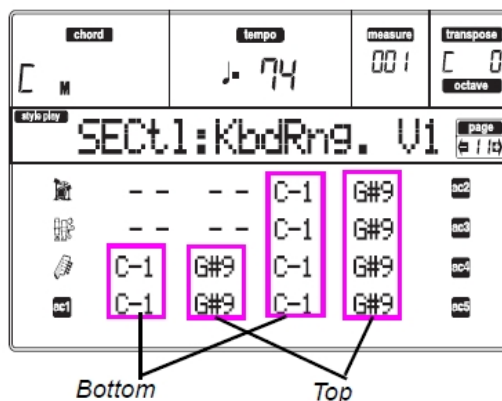 chord tempo measure transpose
C M ♩= 74 001 C 0
octave
style play page
SECtl:KbdRng. V1 11
-- -- C-1 G#9 ac2
-- -- C-1 G#9 ac3
C-1 G#9 C-1 G#9 ac4
ac1 C-1 G#9 C-1 G#9 ac5
Bottom Top